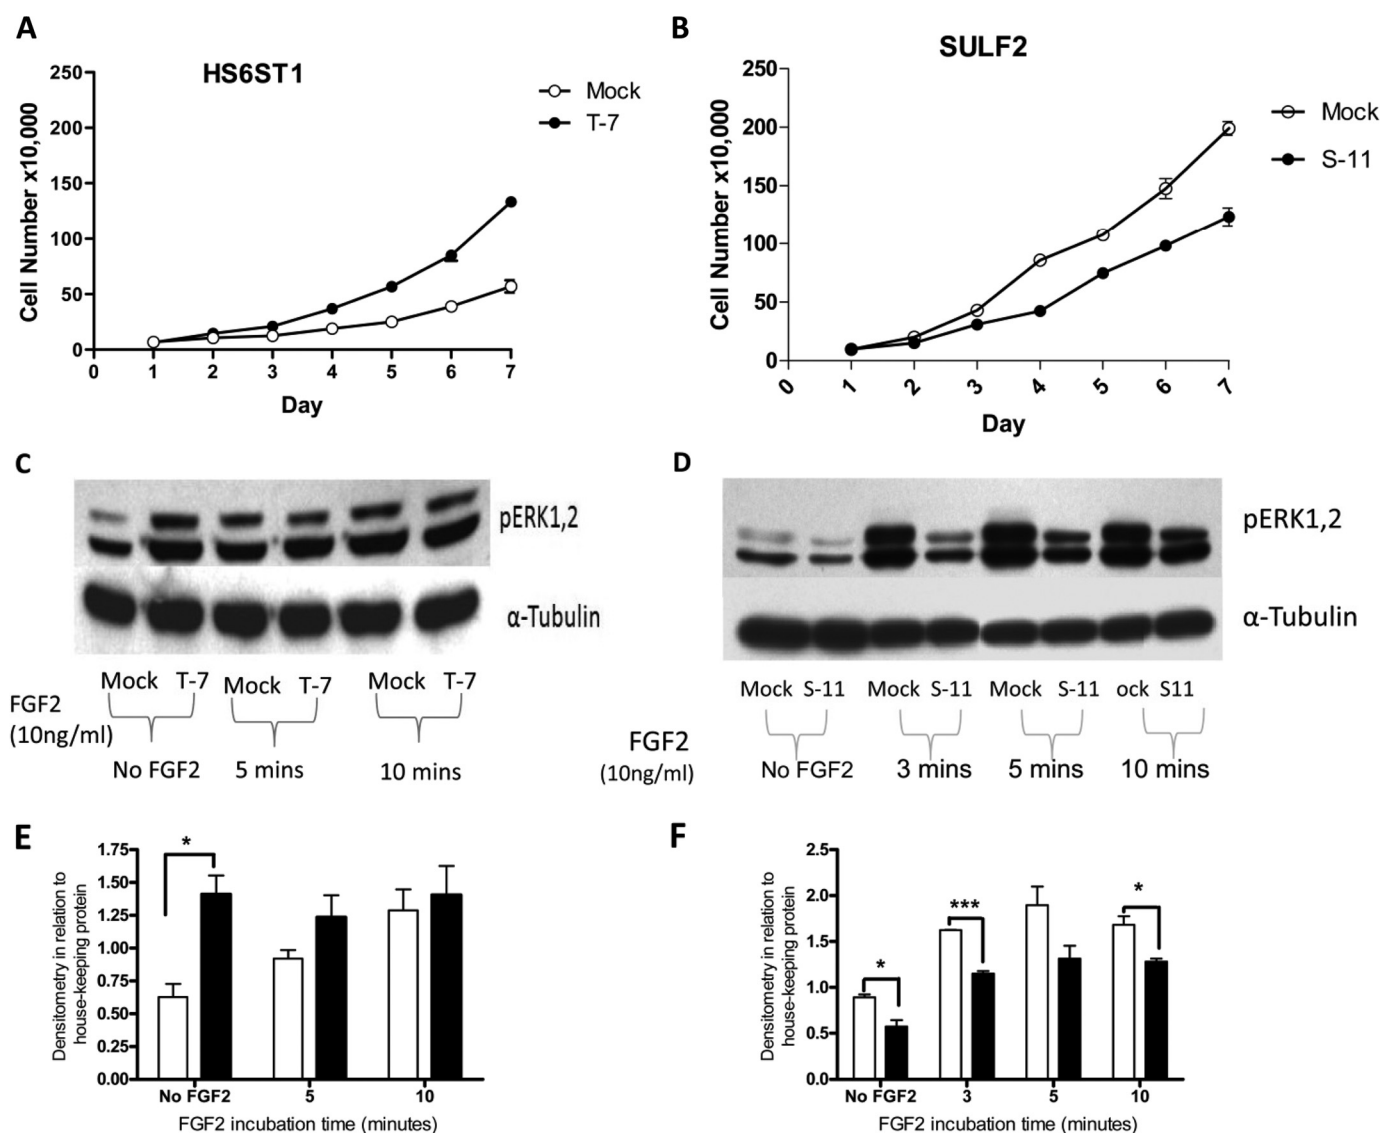 A
HS6ST1
Cell Number x10,000
250
200
150
100
50
0
0 1 2 3 4 5 6 7
Day
Mock
T-7
B
SULF2
Cell Number x10,000
250
200
150
100
50
0
0 1 2 3 4 5 6 7
Day
Mock
S-11
C
pERK1,2
α-Tubulin
Mock T-7 Mock T-7 Mock T-7
FGF2
(10ng/ml)
No FGF2 5 mins 10 mins
D
pERK1,2
α-Tubulin
Mock S-11 Mock S-11 Mock S-11 ock S11
FGF2
(10ng/ml)
No FGF2 3 mins 5 mins 10 mins
E
Densitometry in relation to
house-keeping protein
1.75
1.50
1.25
1.00
0.75
0.50
0.25
0.00
*
No FGF2 5 10
FGF2 incubation time (minutes)
F
Densitometry in relation to
house-keeping protein
2.5
2.0
1.5
1.0
0.5
0.0
*
***
*
No FGF2 3 5 10
FGF2 incubation time (minutes)